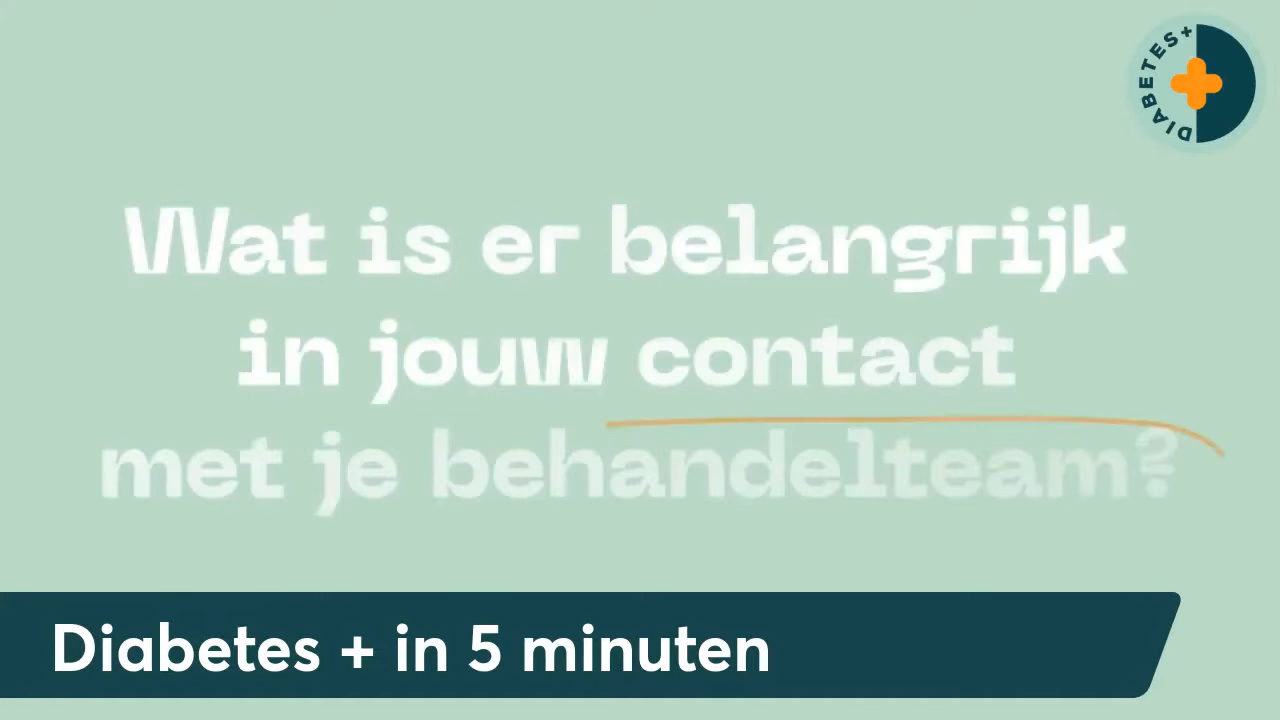 DIABETES+
Wat is er belangrijk
in jouw contact
met je behandelteam?
Diabetes + in 5 minuten